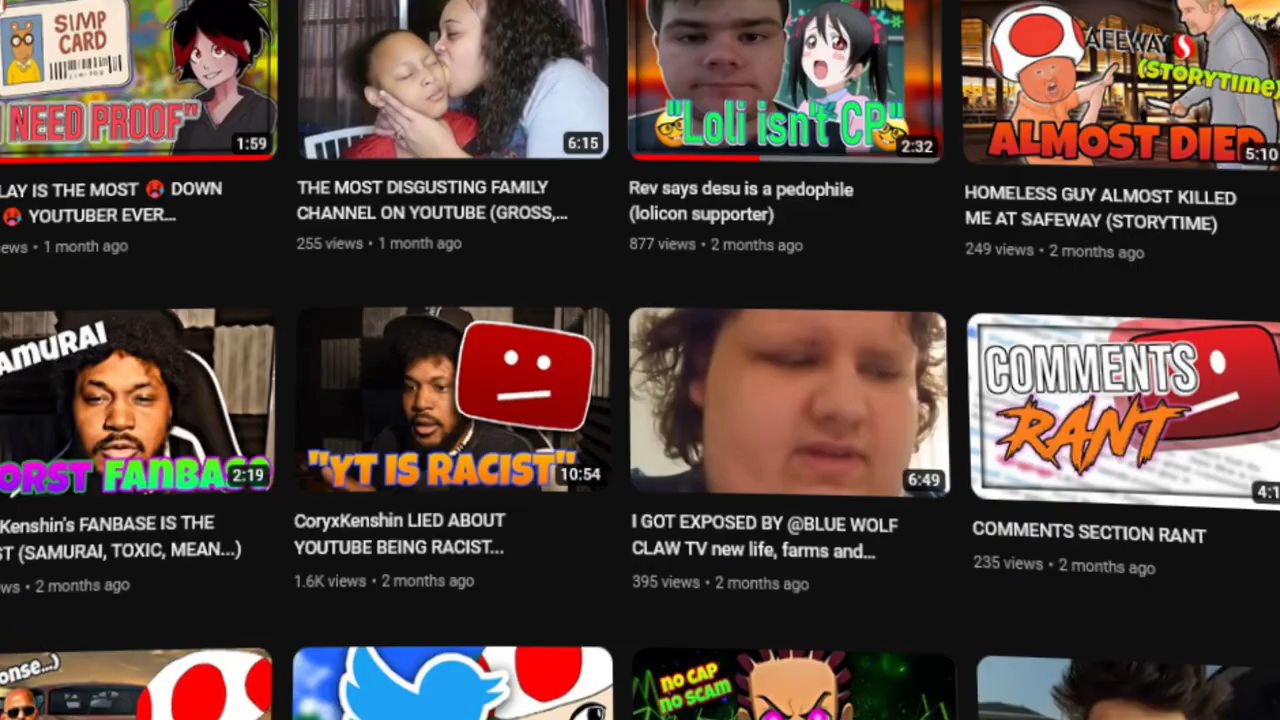 SIMP
CARD
NEED PROOF"
1:59
6:15
"Loli isn't CP"
2:32
SAFEWAY
(STORYTIME)
ALMOST DIED
5:10
LAY IS THE MOST 🥵 DOWN
🥵 YOUTUBER EVER...
ews • 1 month ago
THE MOST DISGUSTING FAMILY
CHANNEL ON YOUTUBE (GROSS,...
255 views • 1 month ago
Rev says desu is a pedophile
(lolicon supporter)
877 views • 2 months ago
HOMELESS GUY ALMOST KILLED
ME AT SAFEWAY (STORYTIME)
249 views • 2 months ago
AMURAI
ORST FANBAS
2:19
"YT IS RACIST"
10:54
6:49
COMMENTS
RANT
4:1
Kenshin's FANBASE IS THE
ST (SAMURAI, TOXIC, MEAN...)
ws • 2 months ago
CoryxKenshin LIED ABOUT
YOUTUBE BEING RACIST...
1.6K views • 2 months ago
I GOT EXPOSED BY @BLUE WOLF
CLAW TV new life, farms and...
395 views • 2 months ago
COMMENTS SECTION RANT
235 views • 2 months ago
onse...)
NO CAP
NO SCAM